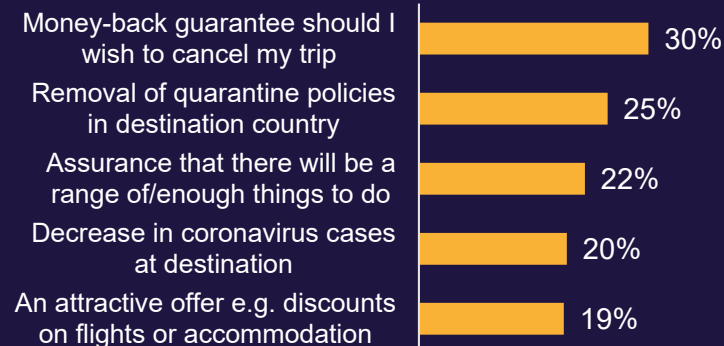 Money-back guarantee should I
wish to cancel my trip
30%
Removal of quarantine policies
in destination country
25%
Assurance that there will be a
range of/enough things to do
22%
Decrease in coronavirus cases
at destination
20%
An attractive offer e.g. discounts
on flights or accommodation
19%